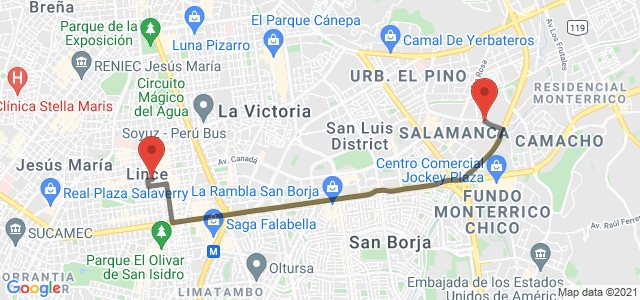 Breña
Parque de la
Exposición
El Parque Cánepa
Luna Pizarro
Camal De Yerbateros
119
Av Los Frutales
RENIEC Jesús María
URB. EL PINO
Rosa
RESIDENCIAL
MONTERRICO
Clínica Stella Maris
Circuito
Mágico
del Agua
La Victoria
Soyuz - Perú Bus
San Luis
District
SALAMANCA
CAMACHO
Jesús María
Lince
Av. Canadá
Centro Comercial
Jockey Plaza
Real Plaza Salaverry
La Rambla San Borja
FUNDO
MONTERRICO
CHICO
Av. Raúl Ferrer
SUCAMEC
Saga Falabella
M
San Borja
Parque El Olivar
de San Isidro
Oltursa
Embajada de los Estados
Unidos de América
ORRANTIA
LIMATAMBO
Google
Map data ©2021